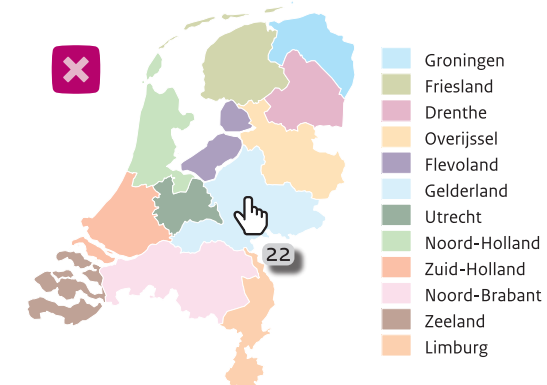 Groningen
Friesland
Drenthe
Overijssel
Flevoland
Gelderland
Utrecht
Noord-Holland
22
Zuid-Holland
Noord-Brabant
Zeeland
Limburg